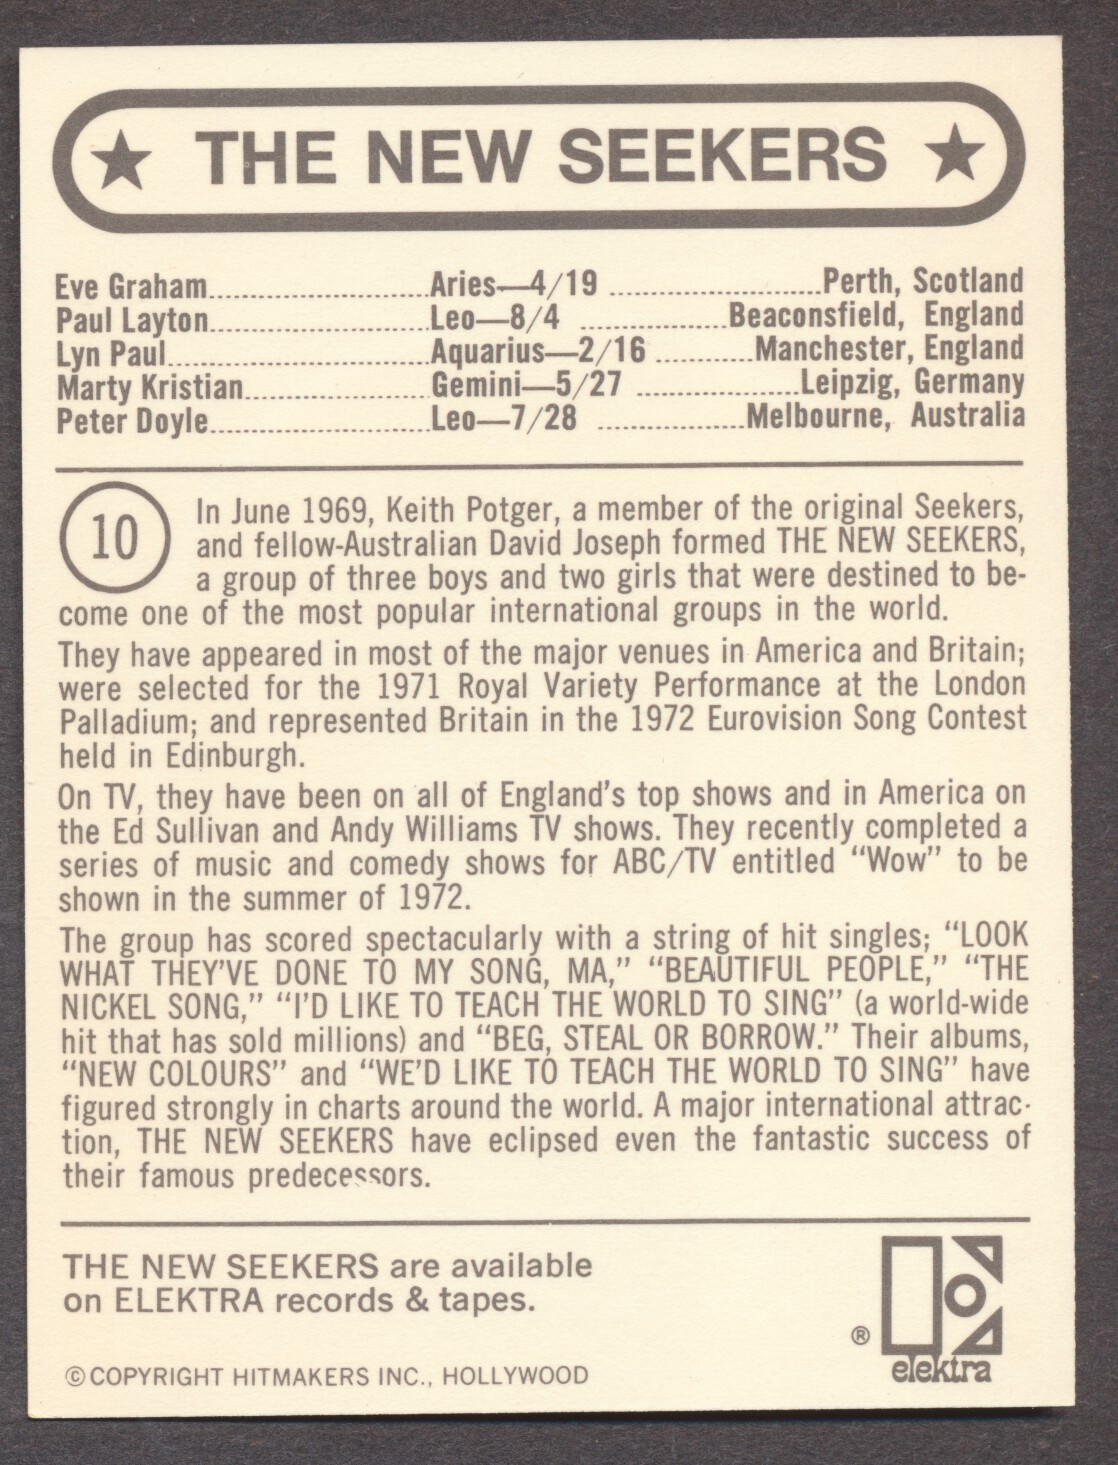 ★ THE NEW SEEKERS ★
Eve Graham......................Aries—4/19 ......................Perth, Scotland
Paul Layton......................Leo—8/4 ...............Beaconsfield, England
Lyn Paul..........................Aquarius—2/16 ..........Manchester, England
Marty Kristian...................Gemini—5/27 .................Leipzig, Germany
Peter Doyle.......................Leo—7/28 ...............Melbourne, Australia
10
In June 1969, Keith Potger, a member of the original Seekers,
and fellow-Australian David Joseph formed THE NEW SEEKERS,
a group of three boys and two girls that were destined to be-
come one of the most popular international groups in the world.
They have appeared in most of the major venues in America and Britain;
were selected for the 1971 Royal Variety Performance at the London
Palladium; and represented Britain in the 1972 Eurovision Song Contest
held in Edinburgh.
On TV, they have been on all of England's top shows and in America on
the Ed Sullivan and Andy Williams TV shows. They recently completed a
series of music and comedy shows for ABC/TV entitled “Wow” to be
shown in the summer of 1972.
The group has scored spectacularly with a string of hit singles; “LOOK
WHAT THEY'VE DONE TO MY SONG, MA,” “BEAUTIFUL PEOPLE,” “THE
NICKEL SONG,” “I'D LIKE TO TEACH THE WORLD TO SING” (a world-wide
hit that has sold millions) and “BEG, STEAL OR BORROW.” Their albums,
“NEW COLOURS” and “WE'D LIKE TO TEACH THE WORLD TO SING” have
figured strongly in charts around the world. A major international attrac-
tion, THE NEW SEEKERS have eclipsed even the fantastic success of
their famous predecessors.
THE NEW SEEKERS are available
on ELEKTRA records & tapes.
®
elektra
© COPYRIGHT HITMAKERS INC., HOLLYWOOD